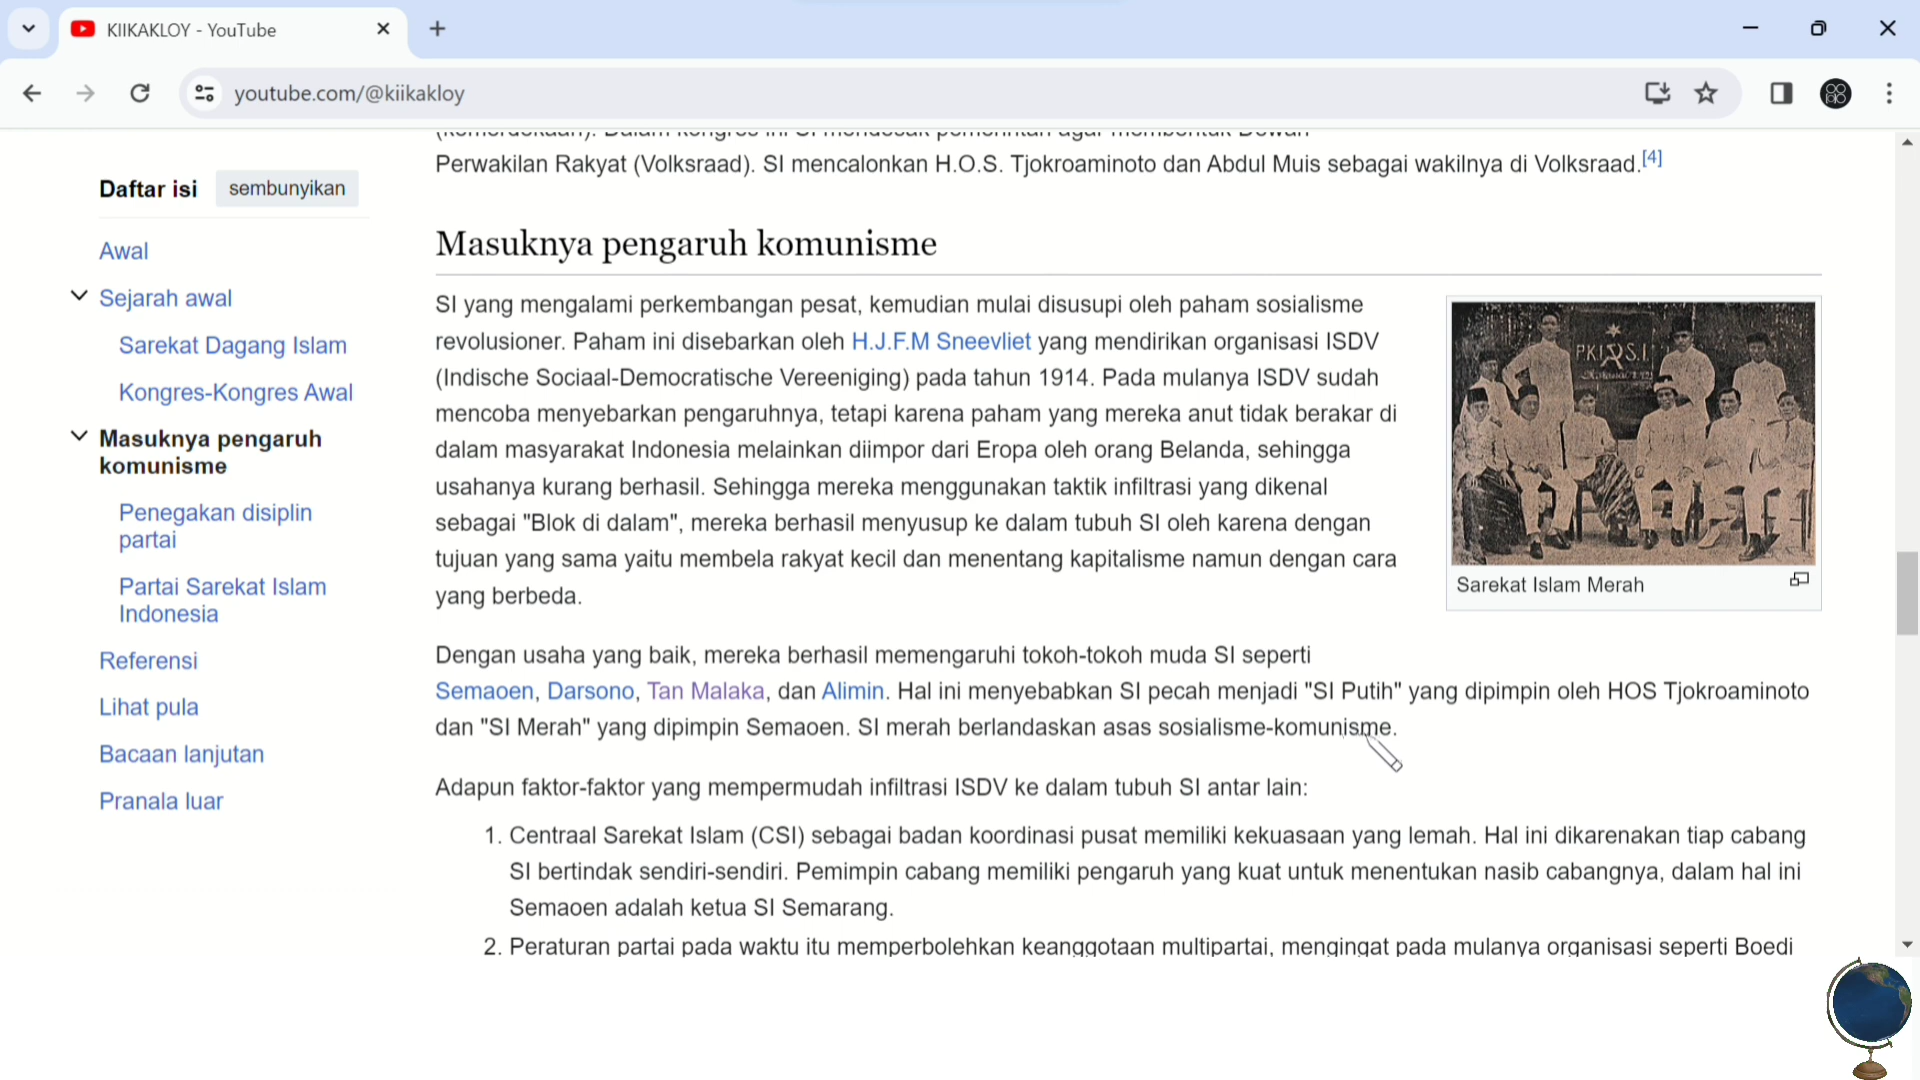 KIIKAKLOY - YouTube
youtube.com/@kiikakloy
Daftar isi sembunyikan
Awal
Sejarah awal
Sarekat Dagang Islam
Kongres-Kongres Awal
Masuknya pengaruh
komunisme
Penegakan disiplin
partai
Partai Sarekat Islam
Indonesia
Referensi
Lihat pula
Bacaan lanjutan
Pranala luar
(kemerdekaan). Dalam kongres ini SI mendesak pemerintah agar membentuk Dewan
Perwakilan Rakyat (Volksraad). SI mencalonkan H.O.S. Tjokroaminoto dan Abdul Muis sebagai wakilnya di Volksraad.[4]
Masuknya pengaruh komunisme
SI yang mengalami perkembangan pesat, kemudian mulai disusupi oleh paham sosialisme
revolusioner. Paham ini disebarkan oleh H.J.F.M Sneevliet yang mendirikan organisasi ISDV
(Indische Sociaal-Democratische Vereeniging) pada tahun 1914. Pada mulanya ISDV sudah
mencoba menyebarkan pengaruhnya, tetapi karena paham yang mereka anut tidak berakar di
dalam masyarakat Indonesia melainkan diimpor dari Eropa oleh orang Belanda, sehingga
usahanya kurang berhasil. Sehingga mereka menggunakan taktik infiltrasi yang dikenal
sebagai "Blok di dalam", mereka berhasil menyusup ke dalam tubuh SI oleh karena dengan
tujuan yang sama yaitu membela rakyat kecil dan menentang kapitalisme namun dengan cara
yang berbeda.
PKI S.I.
Sarekat Islam Merah
Dengan usaha yang baik, mereka berhasil memengaruhi tokoh-tokoh muda SI seperti
Semaoen, Darsono, Tan Malaka, dan Alimin. Hal ini menyebabkan SI pecah menjadi "SI Putih" yang dipimpin oleh HOS Tjokroaminoto
dan "SI Merah" yang dipimpin Semaoen. SI merah berlandaskan asas sosialisme-komunisme.
Adapun faktor-faktor yang mempermudah infiltrasi ISDV ke dalam tubuh SI antar lain:
1. Centraal Sarekat Islam (CSI) sebagai badan koordinasi pusat memiliki kekuasaan yang lemah. Hal ini dikarenakan tiap cabang
SI bertindak sendiri-sendiri. Pemimpin cabang memiliki pengaruh yang kuat untuk menentukan nasib cabangnya, dalam hal ini
Semaoen adalah ketua SI Semarang.
2. Peraturan partai pada waktu itu memperbolehkan keanggotaan multipartai, mengingat pada mulanya organisasi seperti Boedi